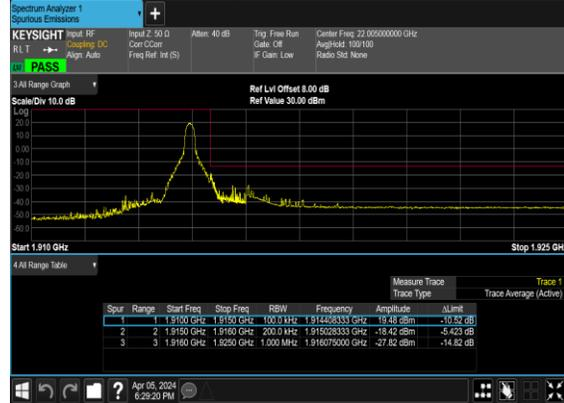 Spectrum Analyzer 1
Spurious Emissions
+
KEYSIGHT Input: RF Input Z: 50 Ω Atten: 40 dB Trig: Free Run Center Freq: 22.005000000 GHz
R L T Coupling: DC Corr CCorr Gate: Off Avg|Hold: 100/100
Align: Auto Freq Ref: Int (S) IF Gain: Low Radio Std: None
PASS
3 All Range Graph
Ref Lvl Offset 8.00 dB
Scale/Div 10.0 dB Ref Value 30.00 dBm
Log
20.0
10.0
0.00
-10.0
-20.0
-30.0
-40.0
-50.0
-60.0
Start 1.910 GHz Stop 1.925 GH
4 All Range Table
Measure Trace Trace 1
Trace Type Trace Average (Active)
Spur Range Start Freq Stop Freq RBW Frequency Amplitude ΔLimit
1 1 1.9100 GHz 1.9150 GHz 100.0 kHz 1.914408333 GHz 19.48 dBm -10.52 dB
2 2 1.9150 GHz 1.9160 GHz 200.0 kHz 1.915028333 GHz -18.42 dBm -5.423 dB
3 3 1.9160 GHz 1.9250 GHz 1.000 MHz 1.916075000 GHz -27.82 dBm -14.82 dB
? Apr 05, 2024
6:29:20 PM